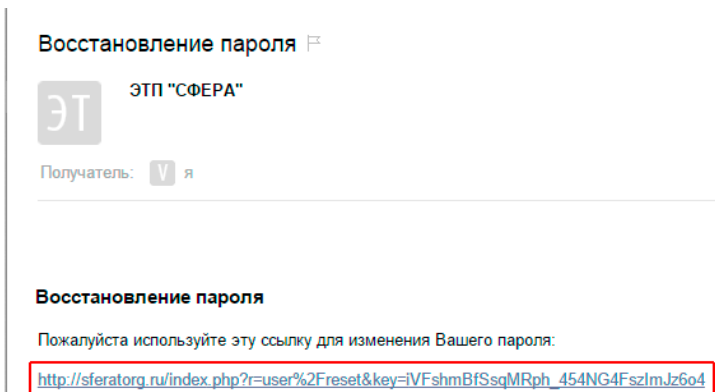 Восстановление пароля
ЭТ
ЭТП "СФЕРА"
Получатель: V я
Восстановление пароля
Пожалуйста используйте эту ссылку для изменения Вашего пароля:
http://sferatorg.ru/index.php?r=user%2Freset&key=iVFshmBfSsqMRph_454NG4FszImJz6o4